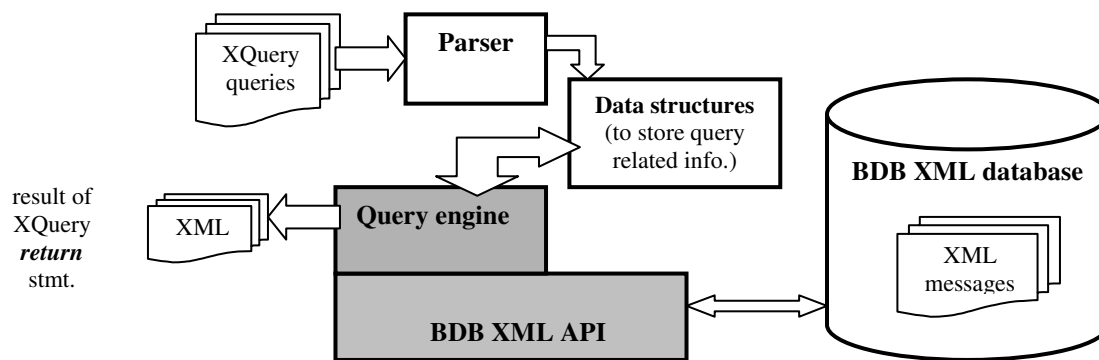 XQuery
queries
Parser
Data structures
(to store query
related info.)
BDB XML database
XML
messages
result of
XQuery
return
stmt.
XML
Query engine
BDB XML API